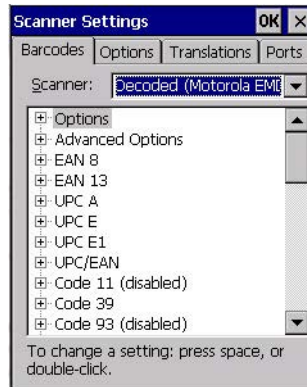 Scanner Settings OK ×
Barcodes Options Translations Ports
Scanner: Decoded (Motorola EMD
Options
Advanced Options
EAN 8
EAN 13
UPC A
UPC E
UPC E1
UPC/EAN
Code 11 (disabled)
Code 39
Code 93 (disabled)
To change a setting: press space, or
double-click.